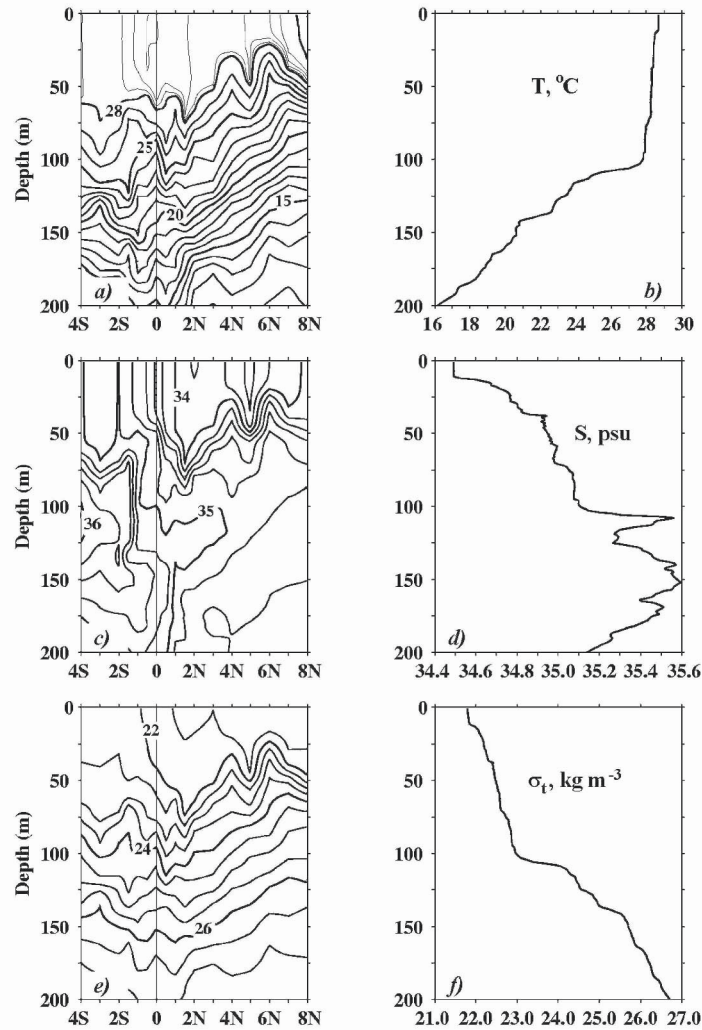 0
50
100
150
200
Depth (m)
28
25
20
15
a)
4S 2S 0 2N 4N 6N 8N
0
50
100
150
200
T, °C
b)
16 18 20 22 24 26 28 30
0
50
100
150
200
Depth (m)
34
35
36
c)
4S 2S 0 2N 4N 6N 8N
0
50
100
150
200
S, psu
d)
34.4 34.6 34.8 35.0 35.2 35.4 35.6
0
50
100
150
200
Depth (m)
22
24
26
e)
4S 2S 0 2N 4N 6N 8N
0
50
100
150
200
σt, kg m-3
f)
21.0 22.0 23.0 24.0 25.0 26.0 27.0